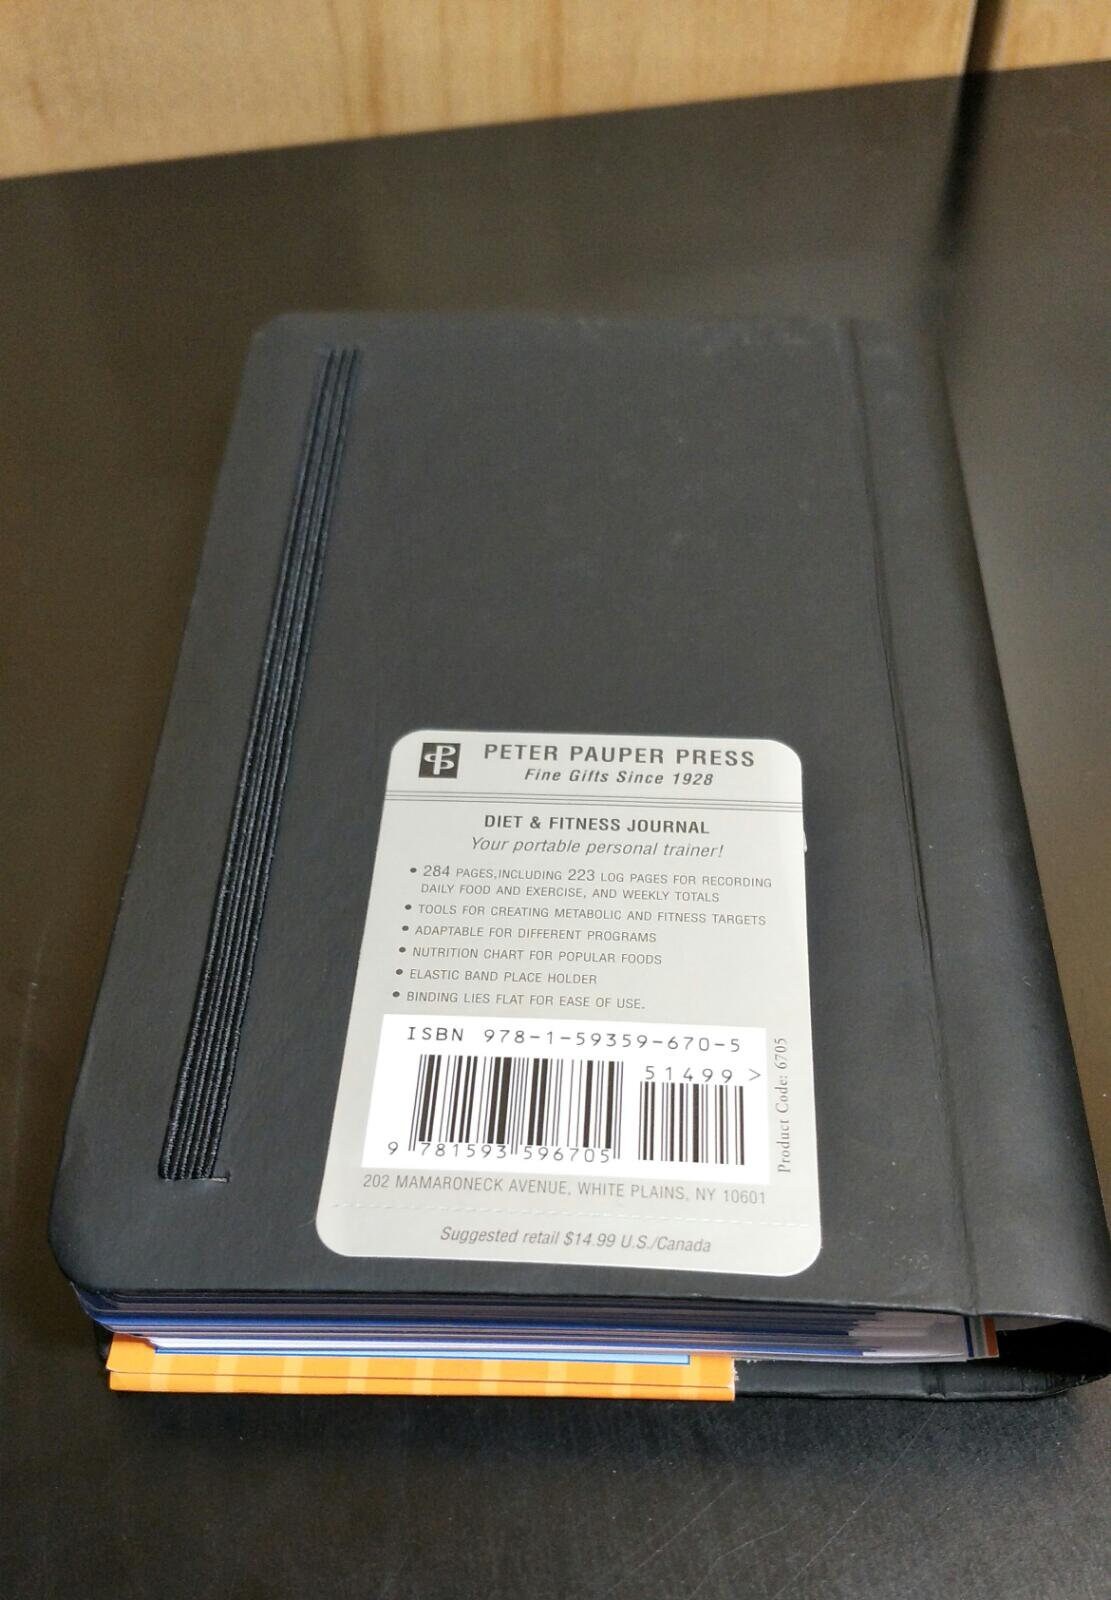 PETER PAUPER PRESS
Fine Gifts Since 1928
DIET & FITNESS JOURNAL
Your portable personal trainer!
• 284 PAGES,INCLUDING 223 LOG PAGES FOR RECORDING
DAILY FOOD AND EXERCISE, AND WEEKLY TOTALS
• TOOLS FOR CREATING METABOLIC AND FITNESS TARGETS
• ADAPTABLE FOR DIFFERENT PROGRAMS
• NUTRITION CHART FOR POPULAR FOODS
• ELASTIC BAND PLACE HOLDER
• BINDING LIES FLAT FOR EASE OF USE.
ISBN 978-1-59359-670-5
51499 >
9 781593 596705
Product Code: 6705
202 MAMARONECK AVENUE, WHITE PLAINS, NY 10601
Suggested retail $14.99 U.S./Canada